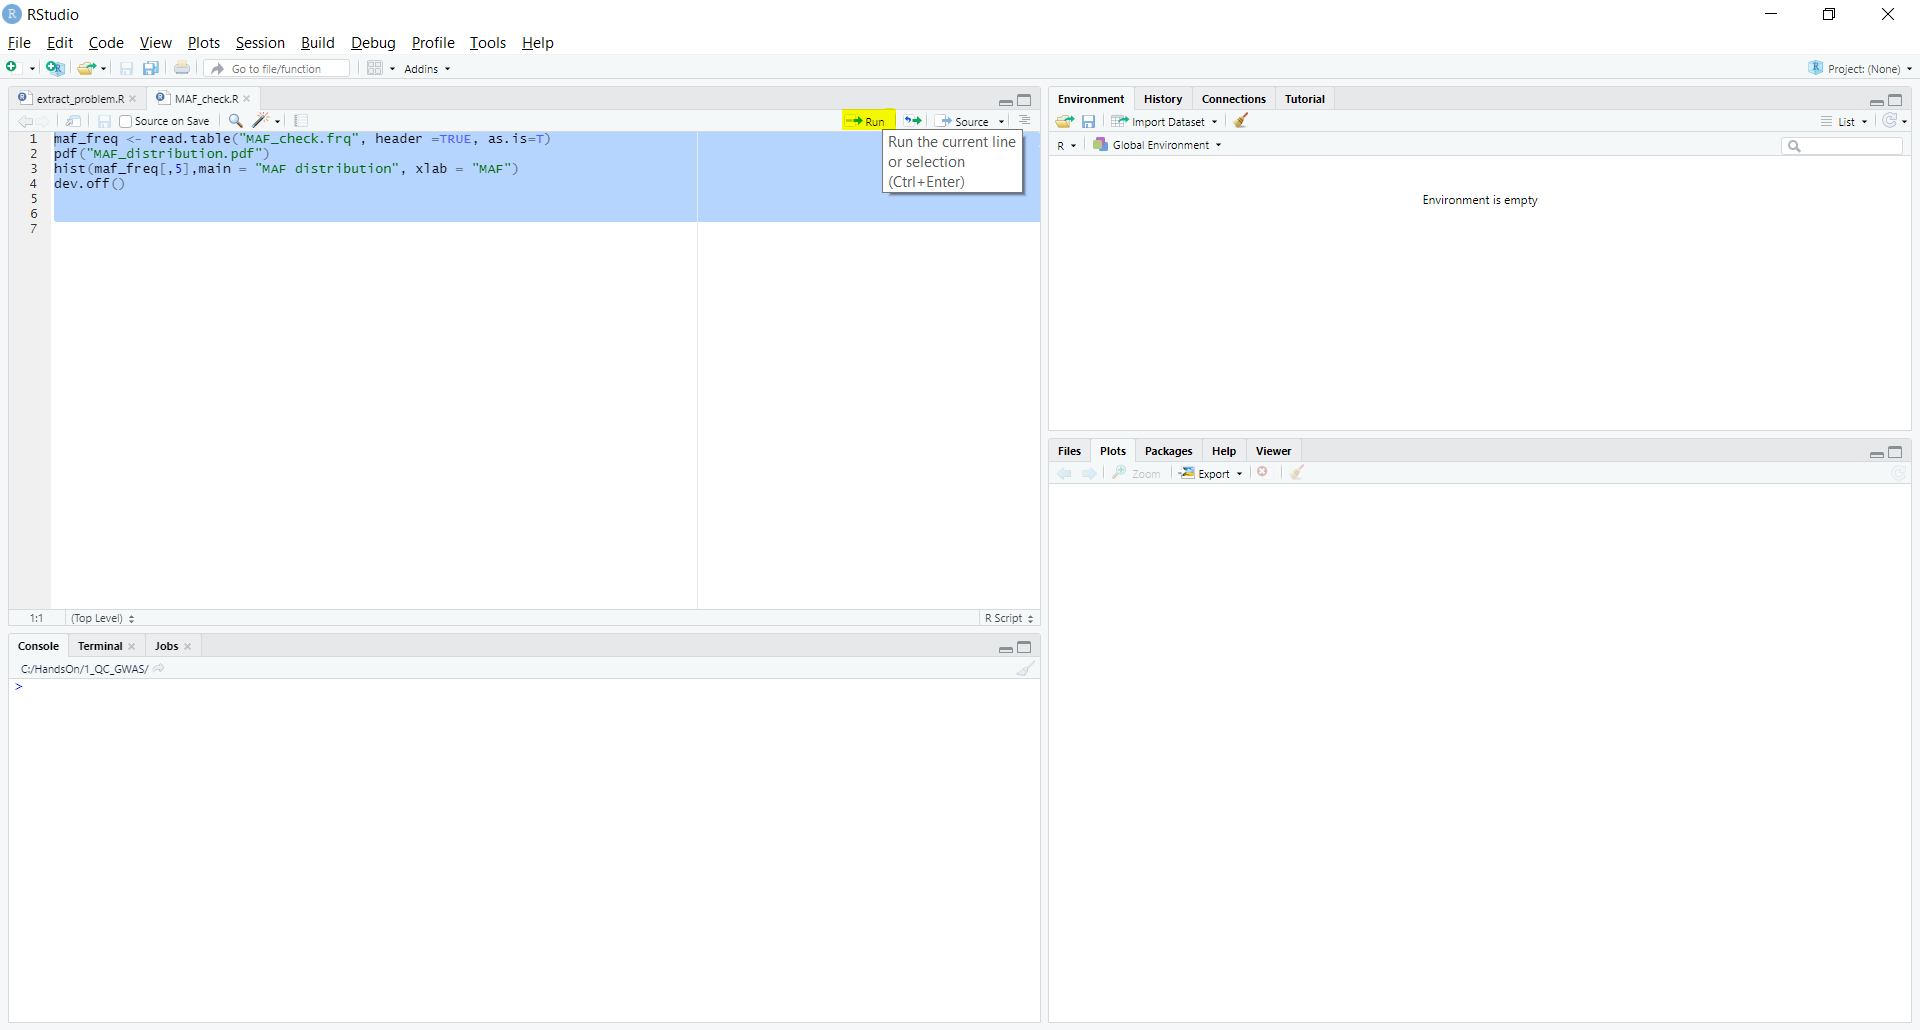 RStudio
File Edit Code View Plots Session Build Debug Profile Tools Help
Go to file/function Addins Project: (None)
extract_problem.R MAF_check.R
Source on Save Run Source
1 maf_freq <- read.table("MAF_check.frq", header =TRUE, as.is=T)
2 pdf("MAF_distribution.pdf")
3 hist(maf_freq[,5],main = "MAF distribution", xlab = "MAF")
4 dev.off()
5
6
7
Run the current line
or selection
(Ctrl+Enter)
1:1 (Top Level) R Script
Console Terminal Jobs
C:/HandsOn/1_QC_GWAS/
>
Environment History Connections Tutorial
Import Dataset List
R Global Environment
Environment is empty
Files Plots Packages Help Viewer
Zoom Export